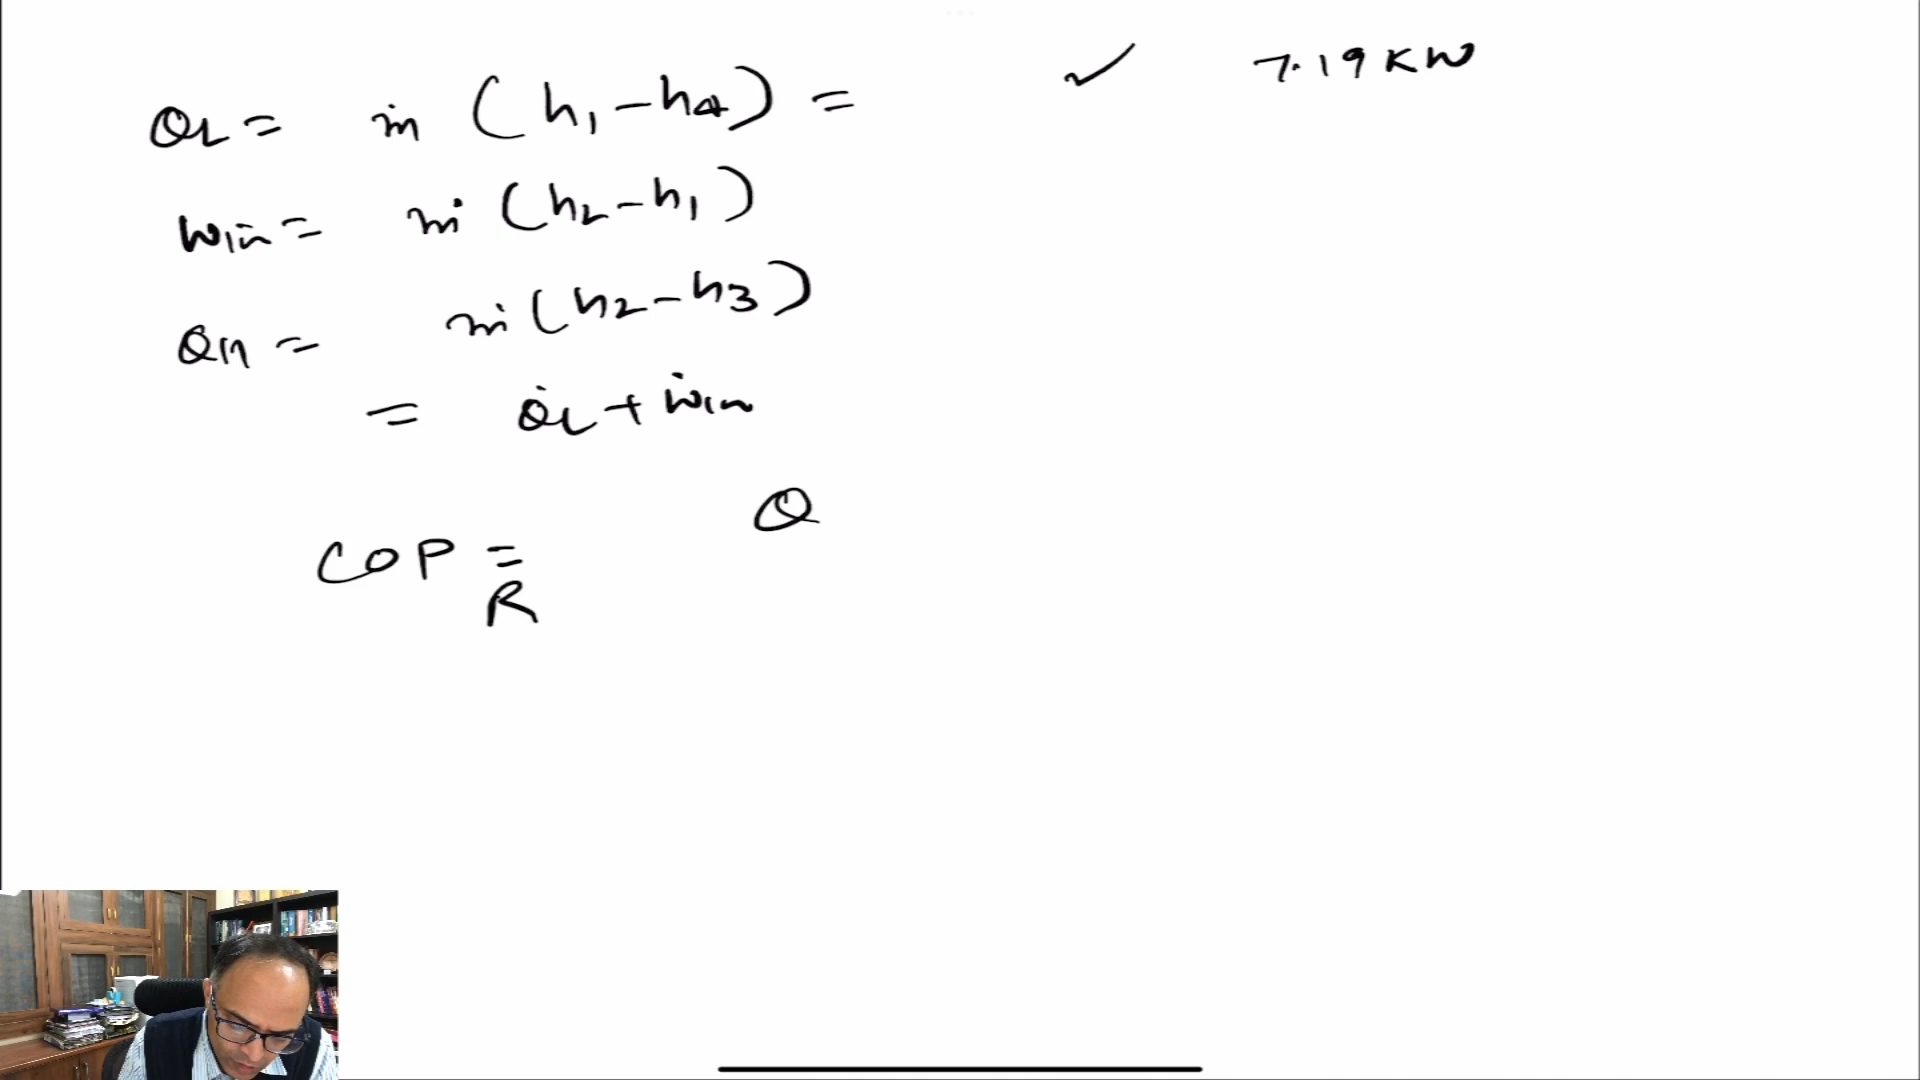 QL = ṁ (h1 - h4) = ✓ 7.19 KW
Win = ṁ (h2 - h1)
QH = ṁ (h2 - h3)
= Q̇L + Ẇin
Q
COP =
R